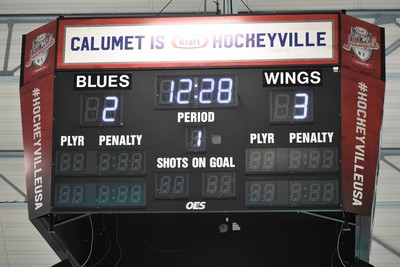 CALUMET IS Kraft HOCKEYVILLE
BLUES 12:28 WINGS
2 3
PERIOD
1
PLYR PENALTY PLYR PENALTY
SHOTS ON GOAL
OES
#HOCKEYVILLEUSA
#HOCKEYVILLEUSA